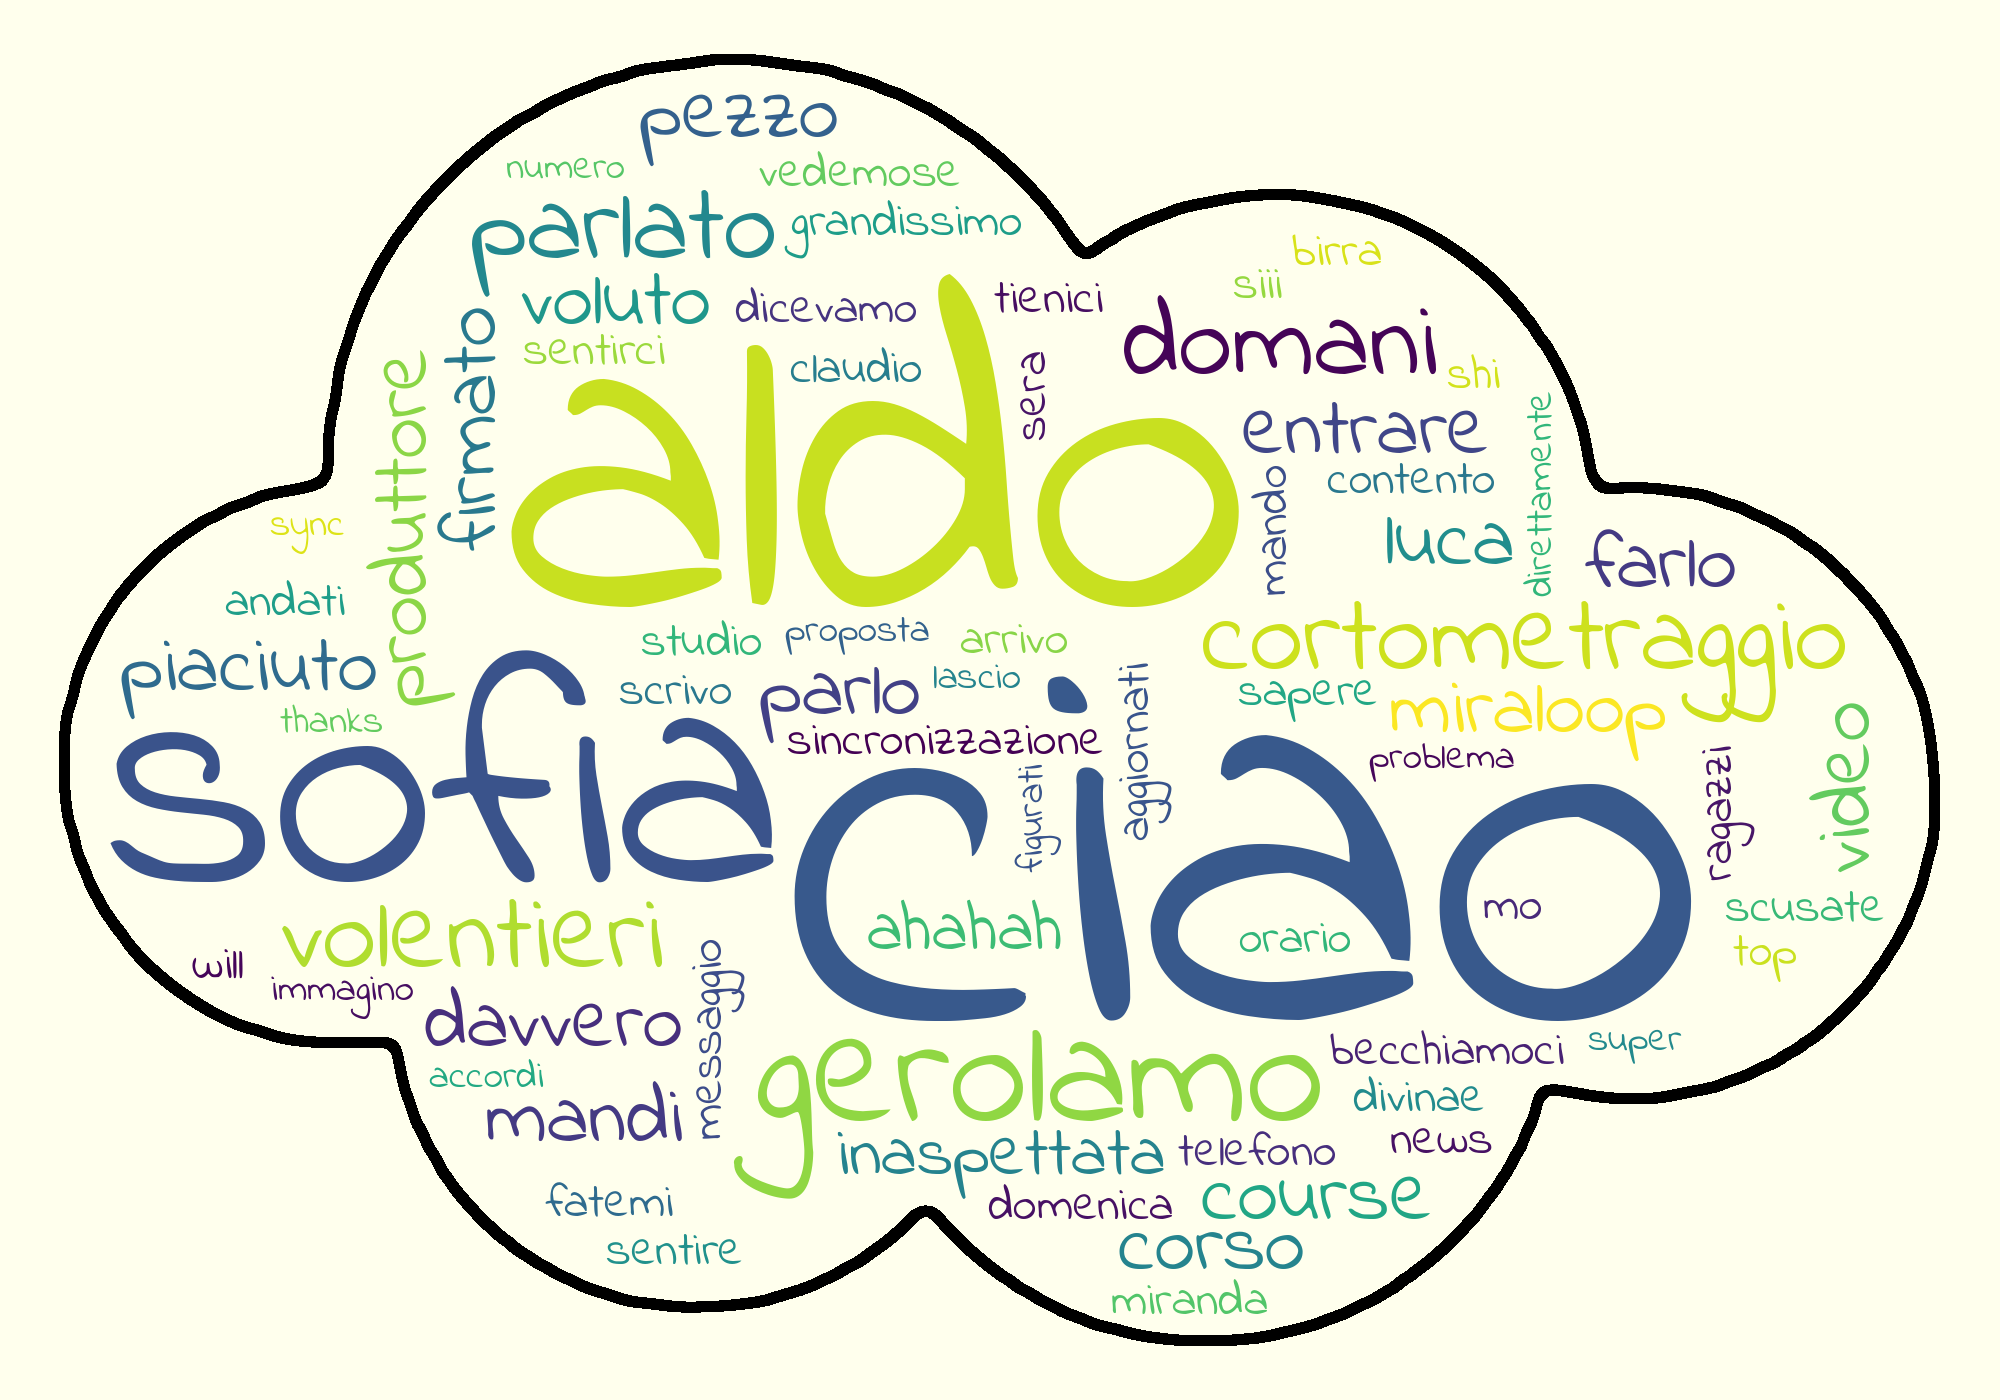 pezzo
numero
vedemose
parlato
grandissimo
birra
siii
voluto
dicevamo
tienici
domani
sentirci
claudio
sera
shi
firmato
produttore
aldo
entrare
contento
mando
direttamente
luca
farlo
sync
andati
piaciuto
thanks
studio
proposta
arrivo
cortometraggio
scrivo
parlo
lascio
aggiornati
sapere
miraloop
sincronizzazione
problema
sofia
ciao
figurati
ragazzi
video
ahahah
orario
mo
scusate
top
volentieri
will
immagino
messaggio
davvero
accordi
mandi
gerolamo
becchiamoci
super
divinae
news
inaspettata
telefono
fatemi
domenica
course
sentire
corso
miranda